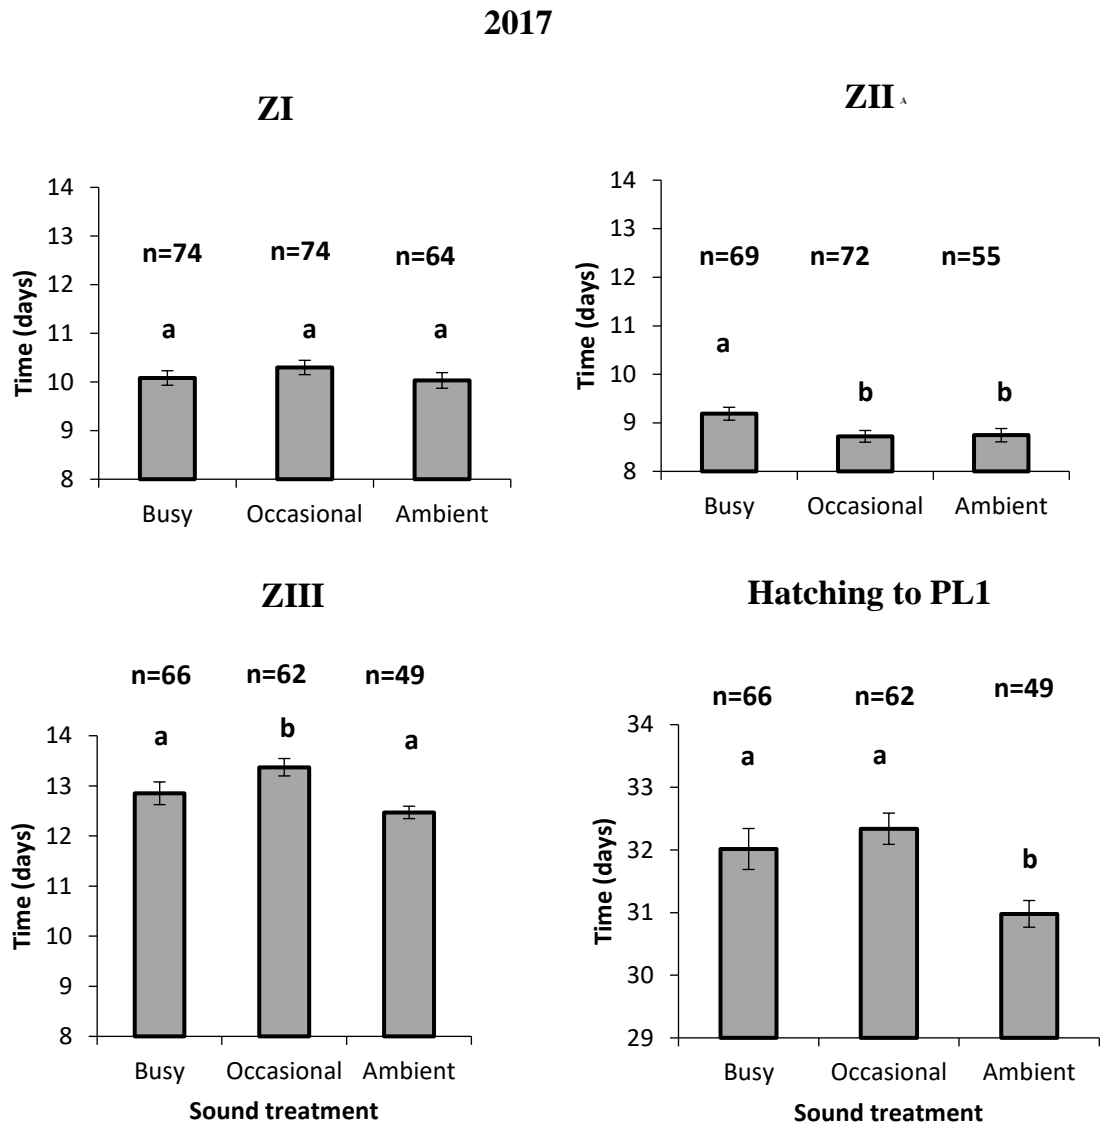 2017
ZI
14
13
12
11
10
9
8
Time (days)
n=74 n=74 n=64
a a a
Busy Occasional Ambient
ZII A
14
13
12
11
10
9
8
Time (days)
n=69 n=72 n=55
a b b
Busy Occasional Ambient
ZIII
n=66 n=62 n=49
14
13
12
11
10
9
8
Time (days)
a b a
Busy Occasional Ambient
Sound treatment
Hatching to PL1
n=66 n=62 n=49
34
33
32
31
30
29
Time (days)
a a b
Busy Occasional Ambient
Sound treatment